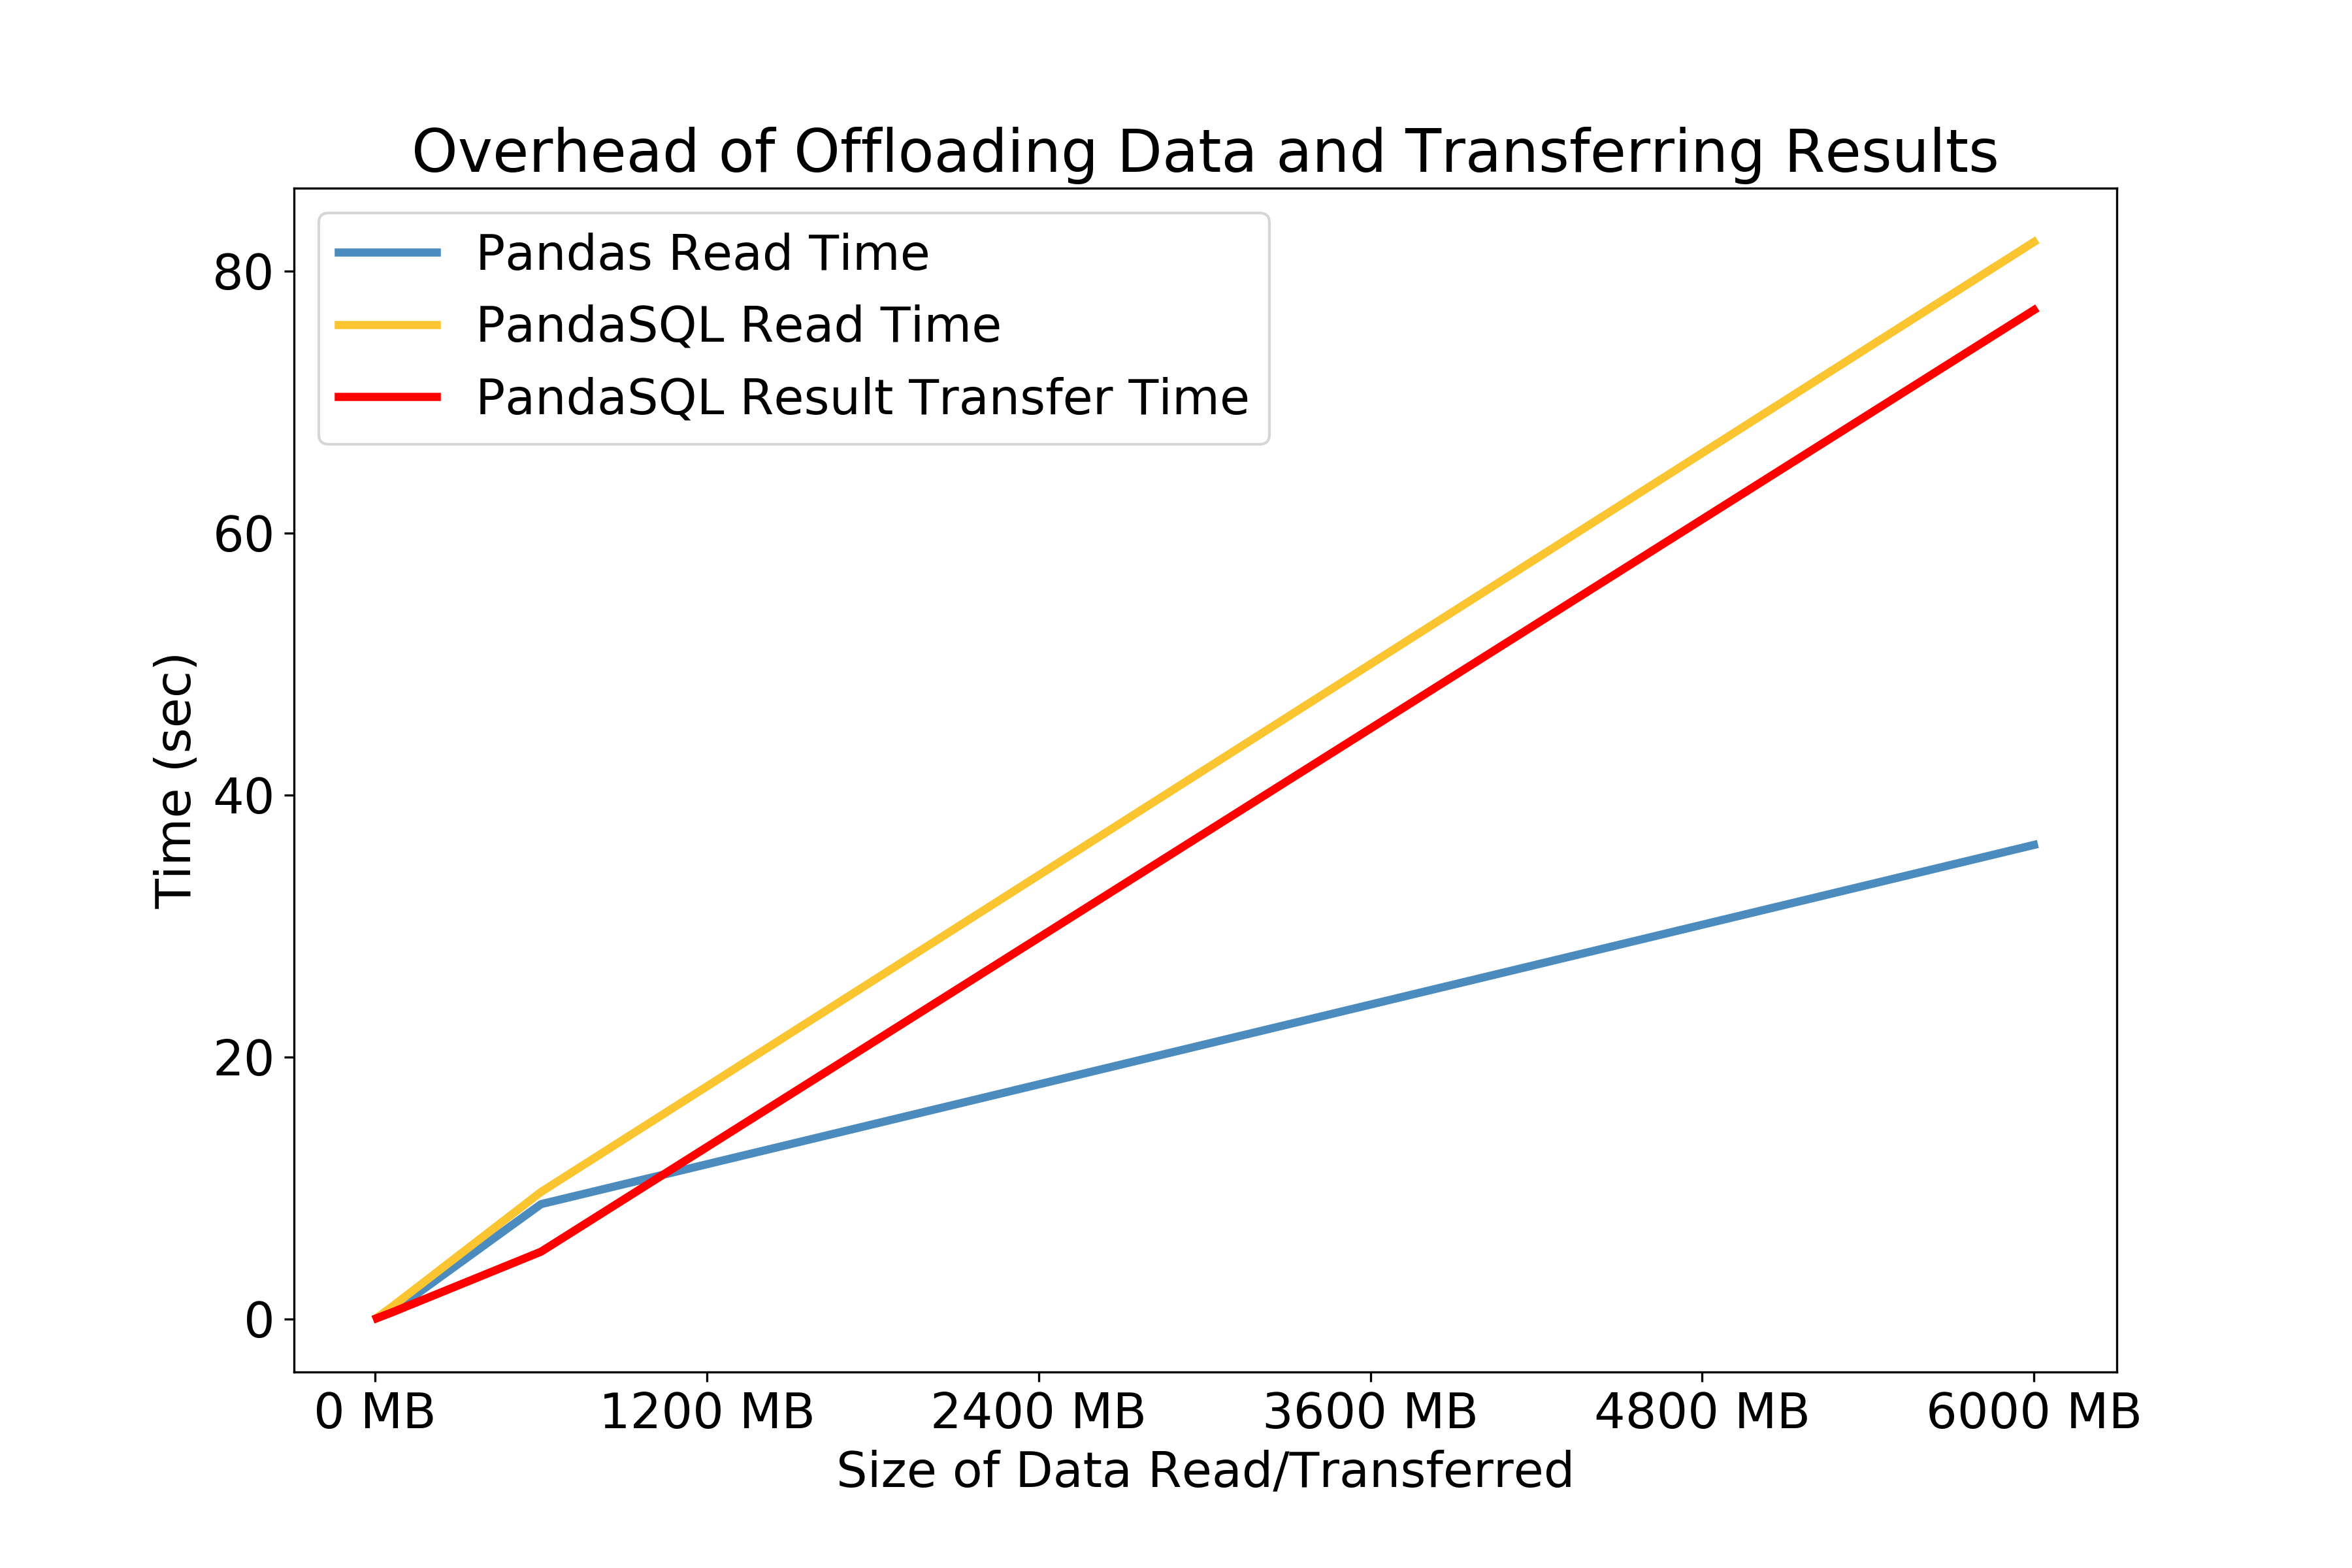 Overhead of Offloading Data and Transferring Results
Pandas Read Time
PandaSQL Read Time
PandaSQL Result Transfer Time
80
60
40
20
0
Time (sec)
0 MB 1200 MB 2400 MB 3600 MB 4800 MB 6000 MB
Size of Data Read/Transferred